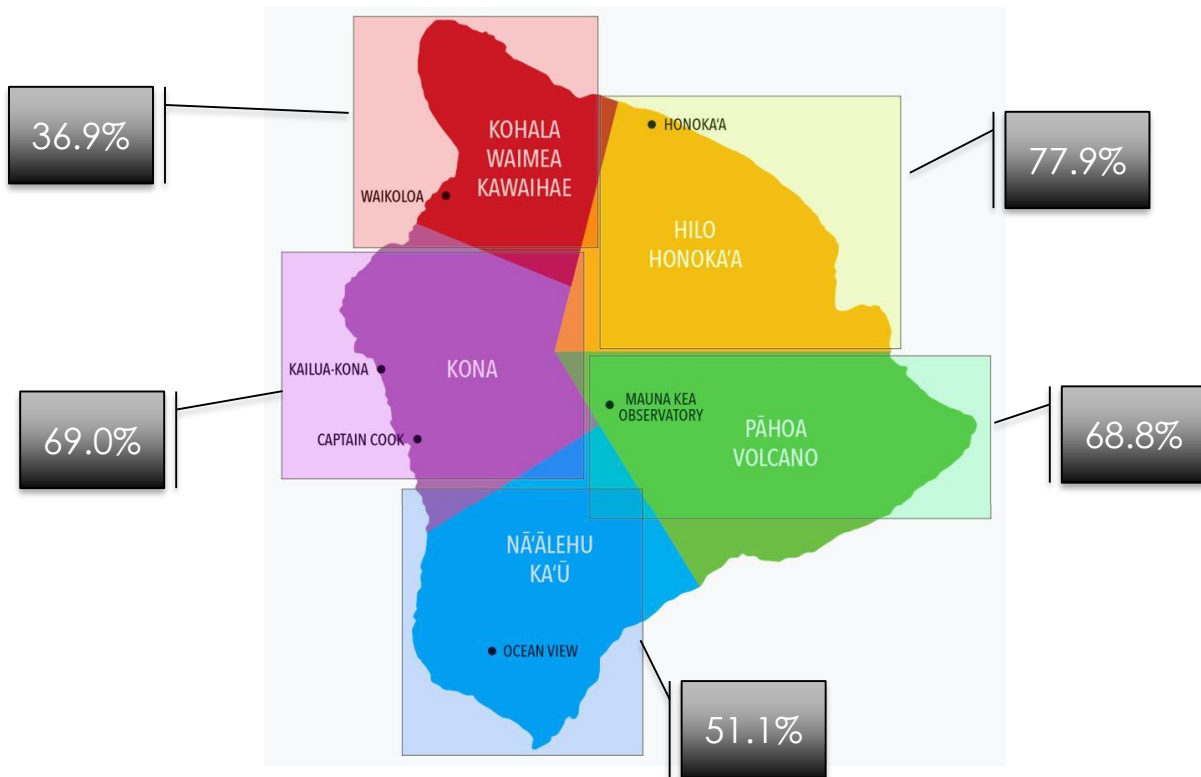 36.9%
KOHALA
WAIMEA
KAWAIHAE
WAIKOLOA
HONOKA‘A
HILO
HONOKA‘A
77.9%
KAILUA-KONA
KONA
CAPTAIN COOK
69.0%
MAUNA KEA
OBSERVATORY
PĀHOA
VOLCANO
68.8%
NĀ‘ĀLEHU
KA‘Ū
OCEAN VIEW
51.1%